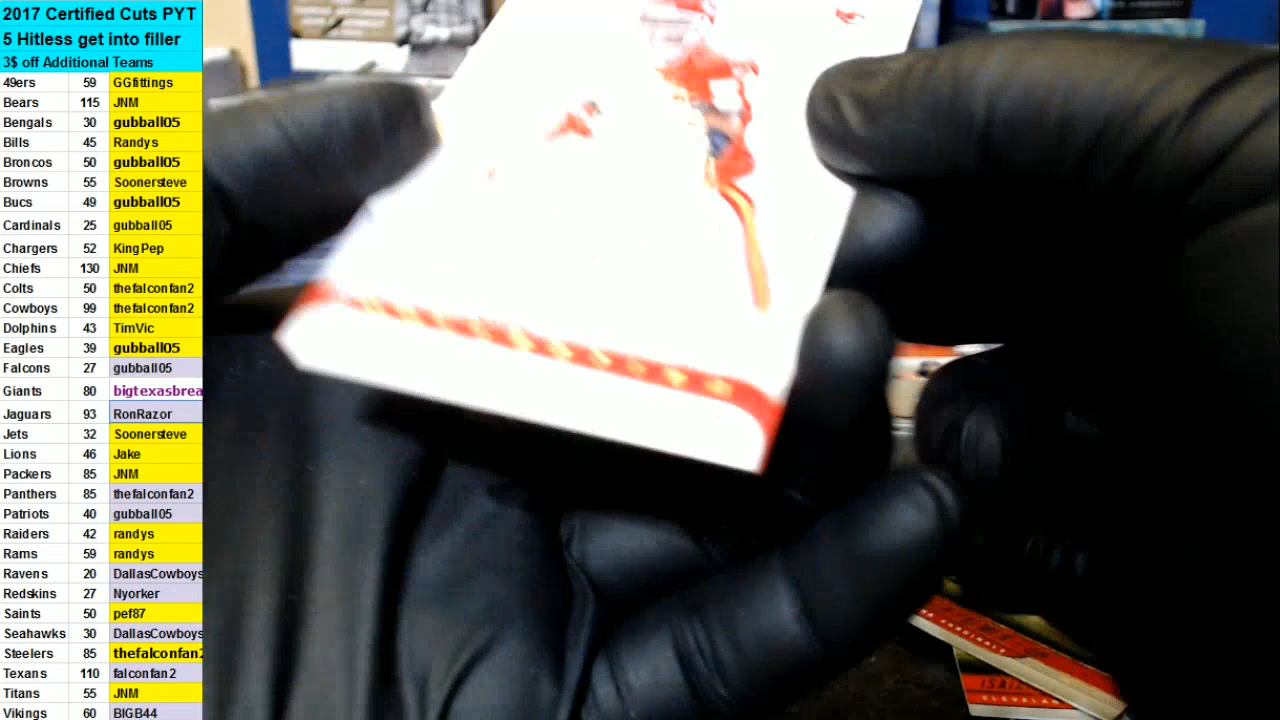 2017 Certified Cuts PYT
5 Hitless get into filler
3$ off Additional Teams
49ers 59 GGfittings
Bears 115 JNM
Bengals 30 gubball05
Bills 45 Randys
Broncos 50 gubball05
Browns 55 Soonersteve
Bucs 49 gubball05
Cardinals 25 gubball05
Chargers 52 KingPep
Chiefs 130 JNM
Colts 50 thefalconfan2
Cowboys 99 thefalconfan2
Dolphins 43 TimVic
Eagles 39 gubball05
Falcons 27 gubball05
Giants 80 bigtexasbrea
Jaguars 93 RonRazor
Jets 32 Soonersteve
Lions 46 Jake
Packers 85 JNM
Panthers 85 thefalconfan2
Patriots 40 gubball05
Raiders 42 randys
Rams 59 randys
Ravens 20 DallasCowboys
Redskins 27 Nyorker
Saints 50 pef87
Seahawks 30 DallasCowboys
Steelers 85 thefalconfan2
Texans 110 falconfan2
Titans 55 JNM
Vikings 60 BIGB44